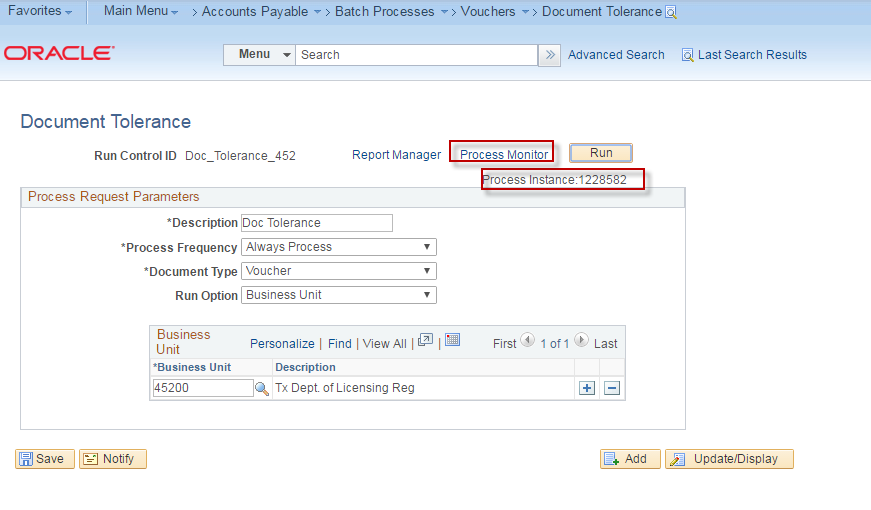 Favorites Main Menu > Accounts Payable > Batch Processes > Vouchers > Document Tolerance
ORACLE
Menu Search » Advanced Search Last Search Results
Document Tolerance
Run Control ID Doc_Tolerance_452 Report Manager Process Monitor Run
Process Instance:1228582
Process Request Parameters
*Description Doc Tolerance
*Process Frequency Always Process
*Document Type Voucher
Run Option Business Unit
Business Unit Personalize | Find | View All | | First 1 of 1 Last
*Business Unit Description
45200 Tx Dept. of Licensing Reg
Save Notify Add Update/Display